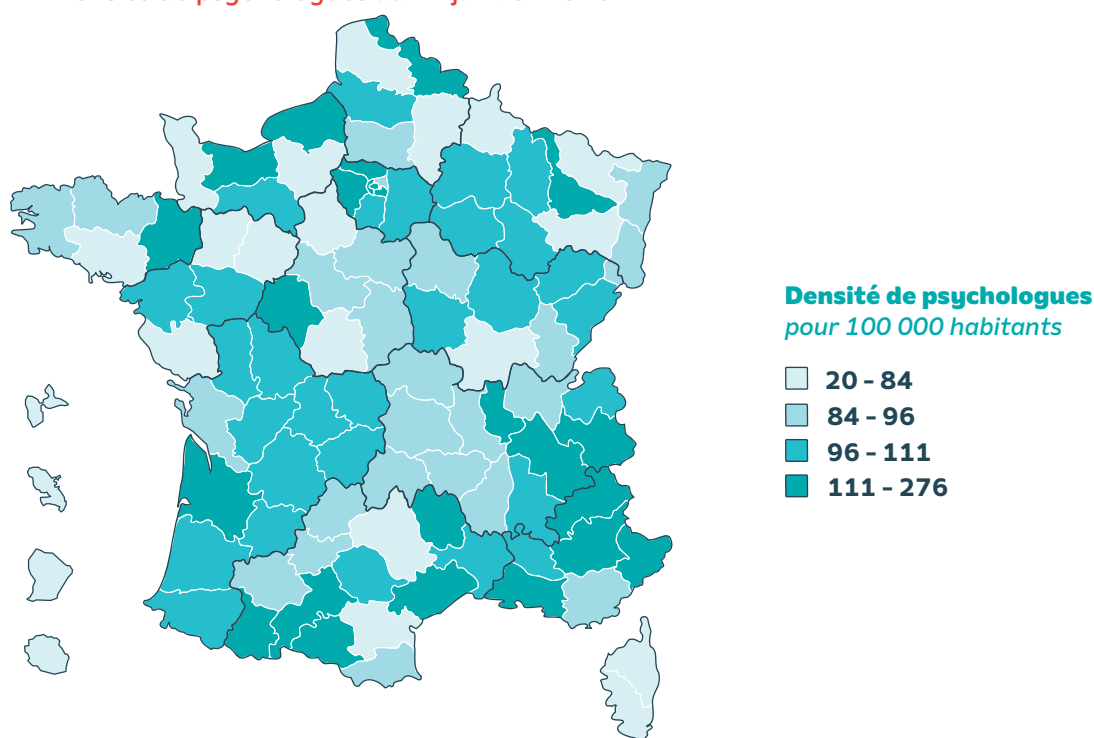 Densité de psychologues
pour 100 000 habitants
20 - 84
84 - 96
96 - 111
111 - 276